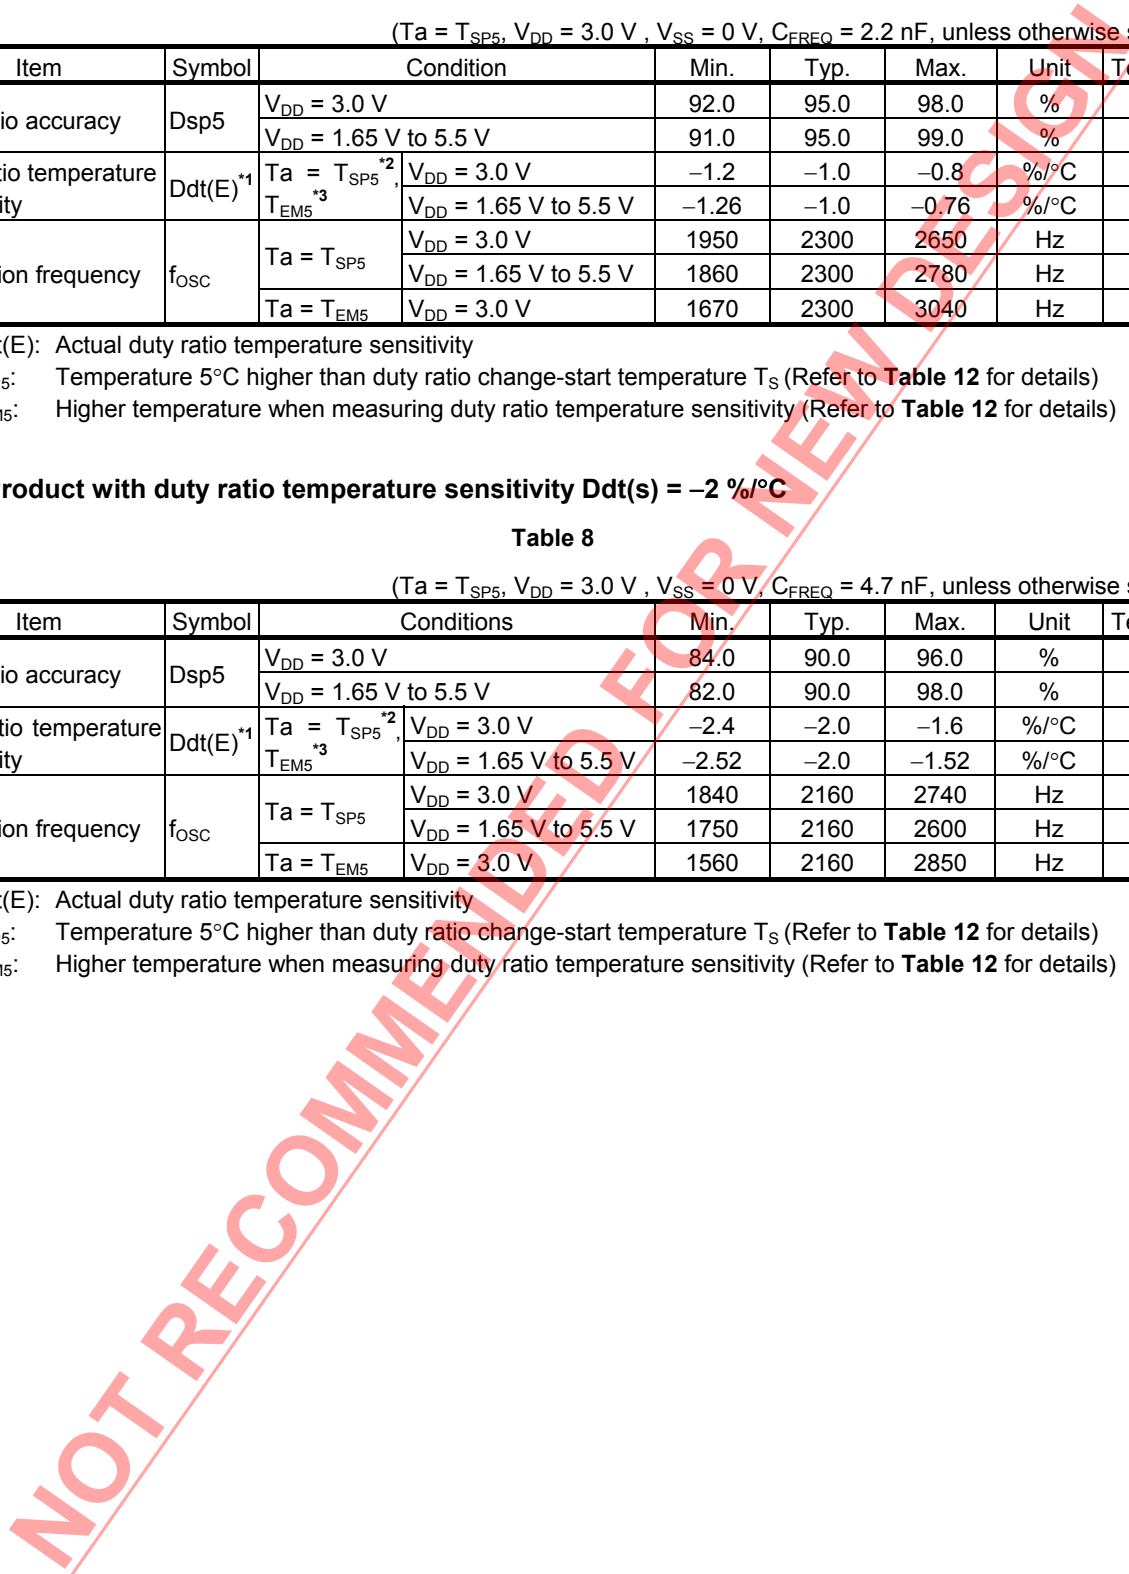 (Ta = TSP5, VDD = 3.0 V , VSS = 0 V, CFREQ = 2.2 nF, unless otherwise s
Item Symbol Condition Min. Typ. Max. Unit Te
io accuracy Dsp5 VDD = 3.0 V 92.0 95.0 98.0 %
VDD = 1.65 V to 5.5 V 91.0 95.0 99.0 %
tio temperature ity Ddt(E)*1 Ta = TSP5*2, TEM5*3 VDD = 3.0 V −1.2 −1.0 −0.8 %/°C
VDD = 1.65 V to 5.5 V −1.26 −1.0 −0.76 %/°C
ion frequency fOSC Ta = TSP5 VDD = 3.0 V 1950 2300 2650 Hz
VDD = 1.65 V to 5.5 V 1860 2300 2780 Hz
Ta = TEM5 VDD = 3.0 V 1670 2300 3040 Hz
t(E): Actual duty ratio temperature sensitivity
P5: Temperature 5°C higher than duty ratio change-start temperature TS (Refer to Table 12 for details)
M5: Higher temperature when measuring duty ratio temperature sensitivity (Refer to Table 12 for details)
roduct with duty ratio temperature sensitivity Ddt(s) = −2 %/°C
Table 8
(Ta = TSP5, VDD = 3.0 V , VSS = 0 V, CFREQ = 4.7 nF, unless otherwise s
Item Symbol Conditions Min. Typ. Max. Unit Te
io accuracy Dsp5 VDD = 3.0 V 84.0 90.0 96.0 %
VDD = 1.65 V to 5.5 V 82.0 90.0 98.0 %
tio temperature ity Ddt(E)*1 Ta = TSP5*2, TEM5*3 VDD = 3.0 V −2.4 −2.0 −1.6 %/°C
VDD = 1.65 V to 5.5 V −2.52 −2.0 −1.52 %/°C
ion frequency fOSC Ta = TSP5 VDD = 3.0 V 1840 2160 2740 Hz
VDD = 1.65 V to 5.5 V 1750 2160 2600 Hz
Ta = TEM5 VDD = 3.0 V 1560 2160 2850 Hz
t(E): Actual duty ratio temperature sensitivity
P5: Temperature 5°C higher than duty ratio change-start temperature TS (Refer to Table 12 for details)
M5: Higher temperature when measuring duty ratio temperature sensitivity (Refer to Table 12 for details)
NOT RECOMMENDED FOR NEW DESIGN